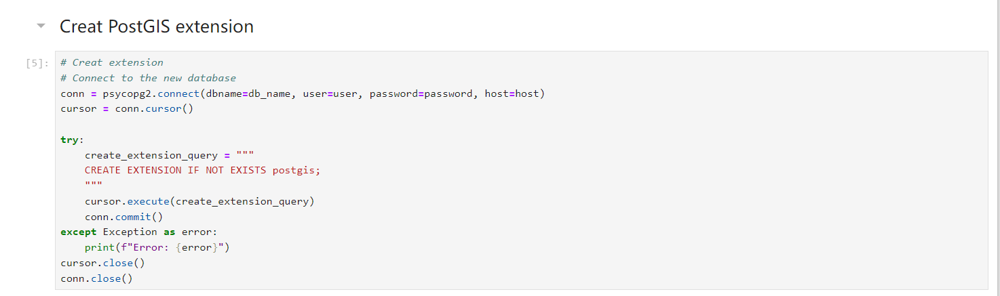 Creat PostGIS extension
[5]: # Creat extension
# Connect to the new database
conn = psycopg2.connect(dbname=db_name, user=user, password=password, host=host)
cursor = conn.cursor()
try:
    create_extension_query = """
    CREATE EXTENSION IF NOT EXISTS postgis;
    """
    cursor.execute(create_extension_query)
    conn.commit()
except Exception as error:
    print(f"Error: {error}")
cursor.close()
conn.close()